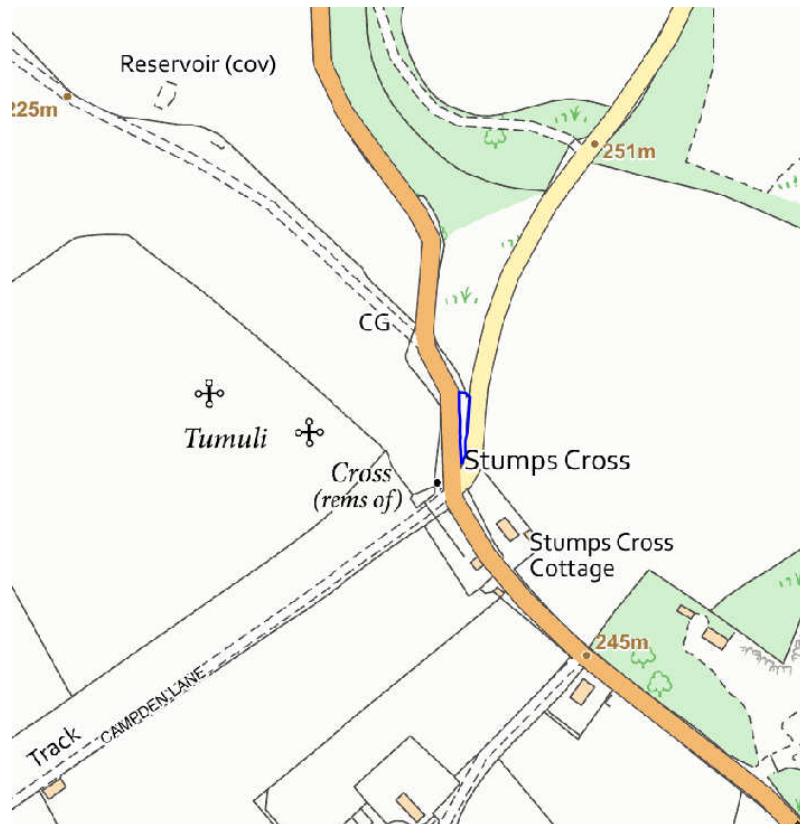 Reservoir (cov)
225m
251m
CG
Tumuli
Cross
(rems of)
Stumps Cross
Stumps Cross
Cottage
245m
Track
CAMPDEN LANE